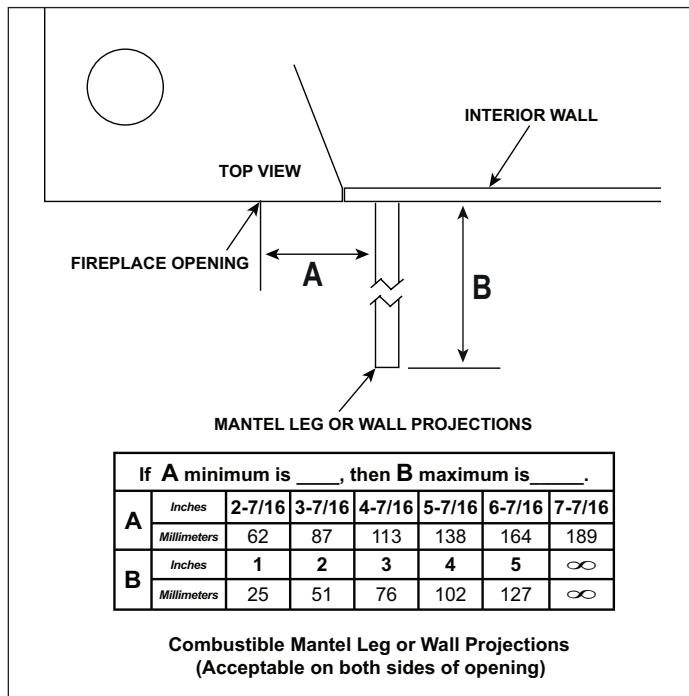 INTERIOR WALL
TOP VIEW
FIREPLACE OPENING
A
B
MANTEL LEG OR WALL PROJECTIONS
If A minimum is ____, then B maximum is_____.
A Inches 2-7/16 3-7/16 4-7/16 5-7/16 6-7/16 7-7/16
Millimeters 62 87 113 138 164 189
B Inches 1 2 3 4 5 ∞
Millimeters 25 51 76 102 127 ∞
Combustible Mantel Leg or Wall Projections
(Acceptable on both sides of opening)